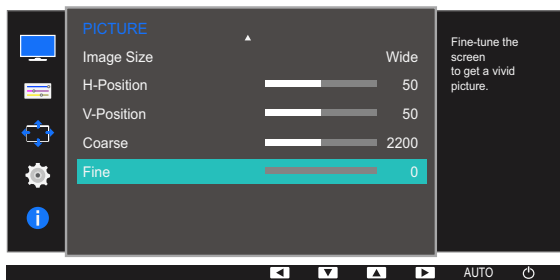 PICTURE
Image Size Wide
H-Position 50
V-Position 50
Coarse 2200
Fine 0
Fine-tune the
screen
to get a vivid
picture.
AUTO